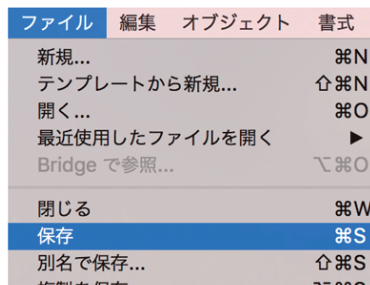 ファイル 編集 オブジェクト 書式
新規... ⌘N
テンプレートから新規... ⇧⌘N
開く... ⌘O
最近使用したファイルを開く ▶
Bridge で参照... ⌥⌘O
閉じる ⌘W
保存 ⌘S
別名で保存... ⇧⌘S